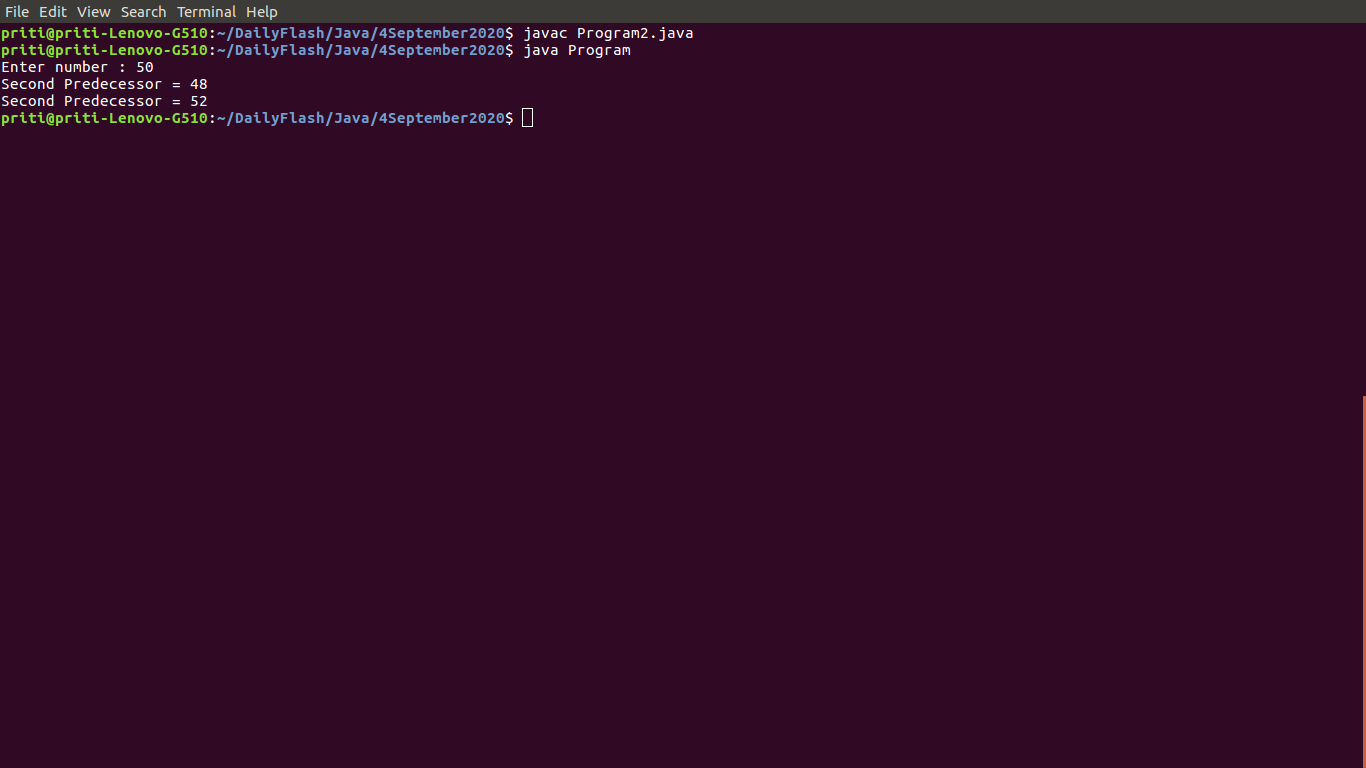 File Edit View Search Terminal Help
priti@priti-Lenovo-G510:~/DailyFlash/Java/4September2020$ javac Program2.java
priti@priti-Lenovo-G510:~/DailyFlash/Java/4September2020$ java Program
Enter number : 50
Second Predecessor = 48
Second Predecessor = 52
priti@priti-Lenovo-G510:~/DailyFlash/Java/4September2020$